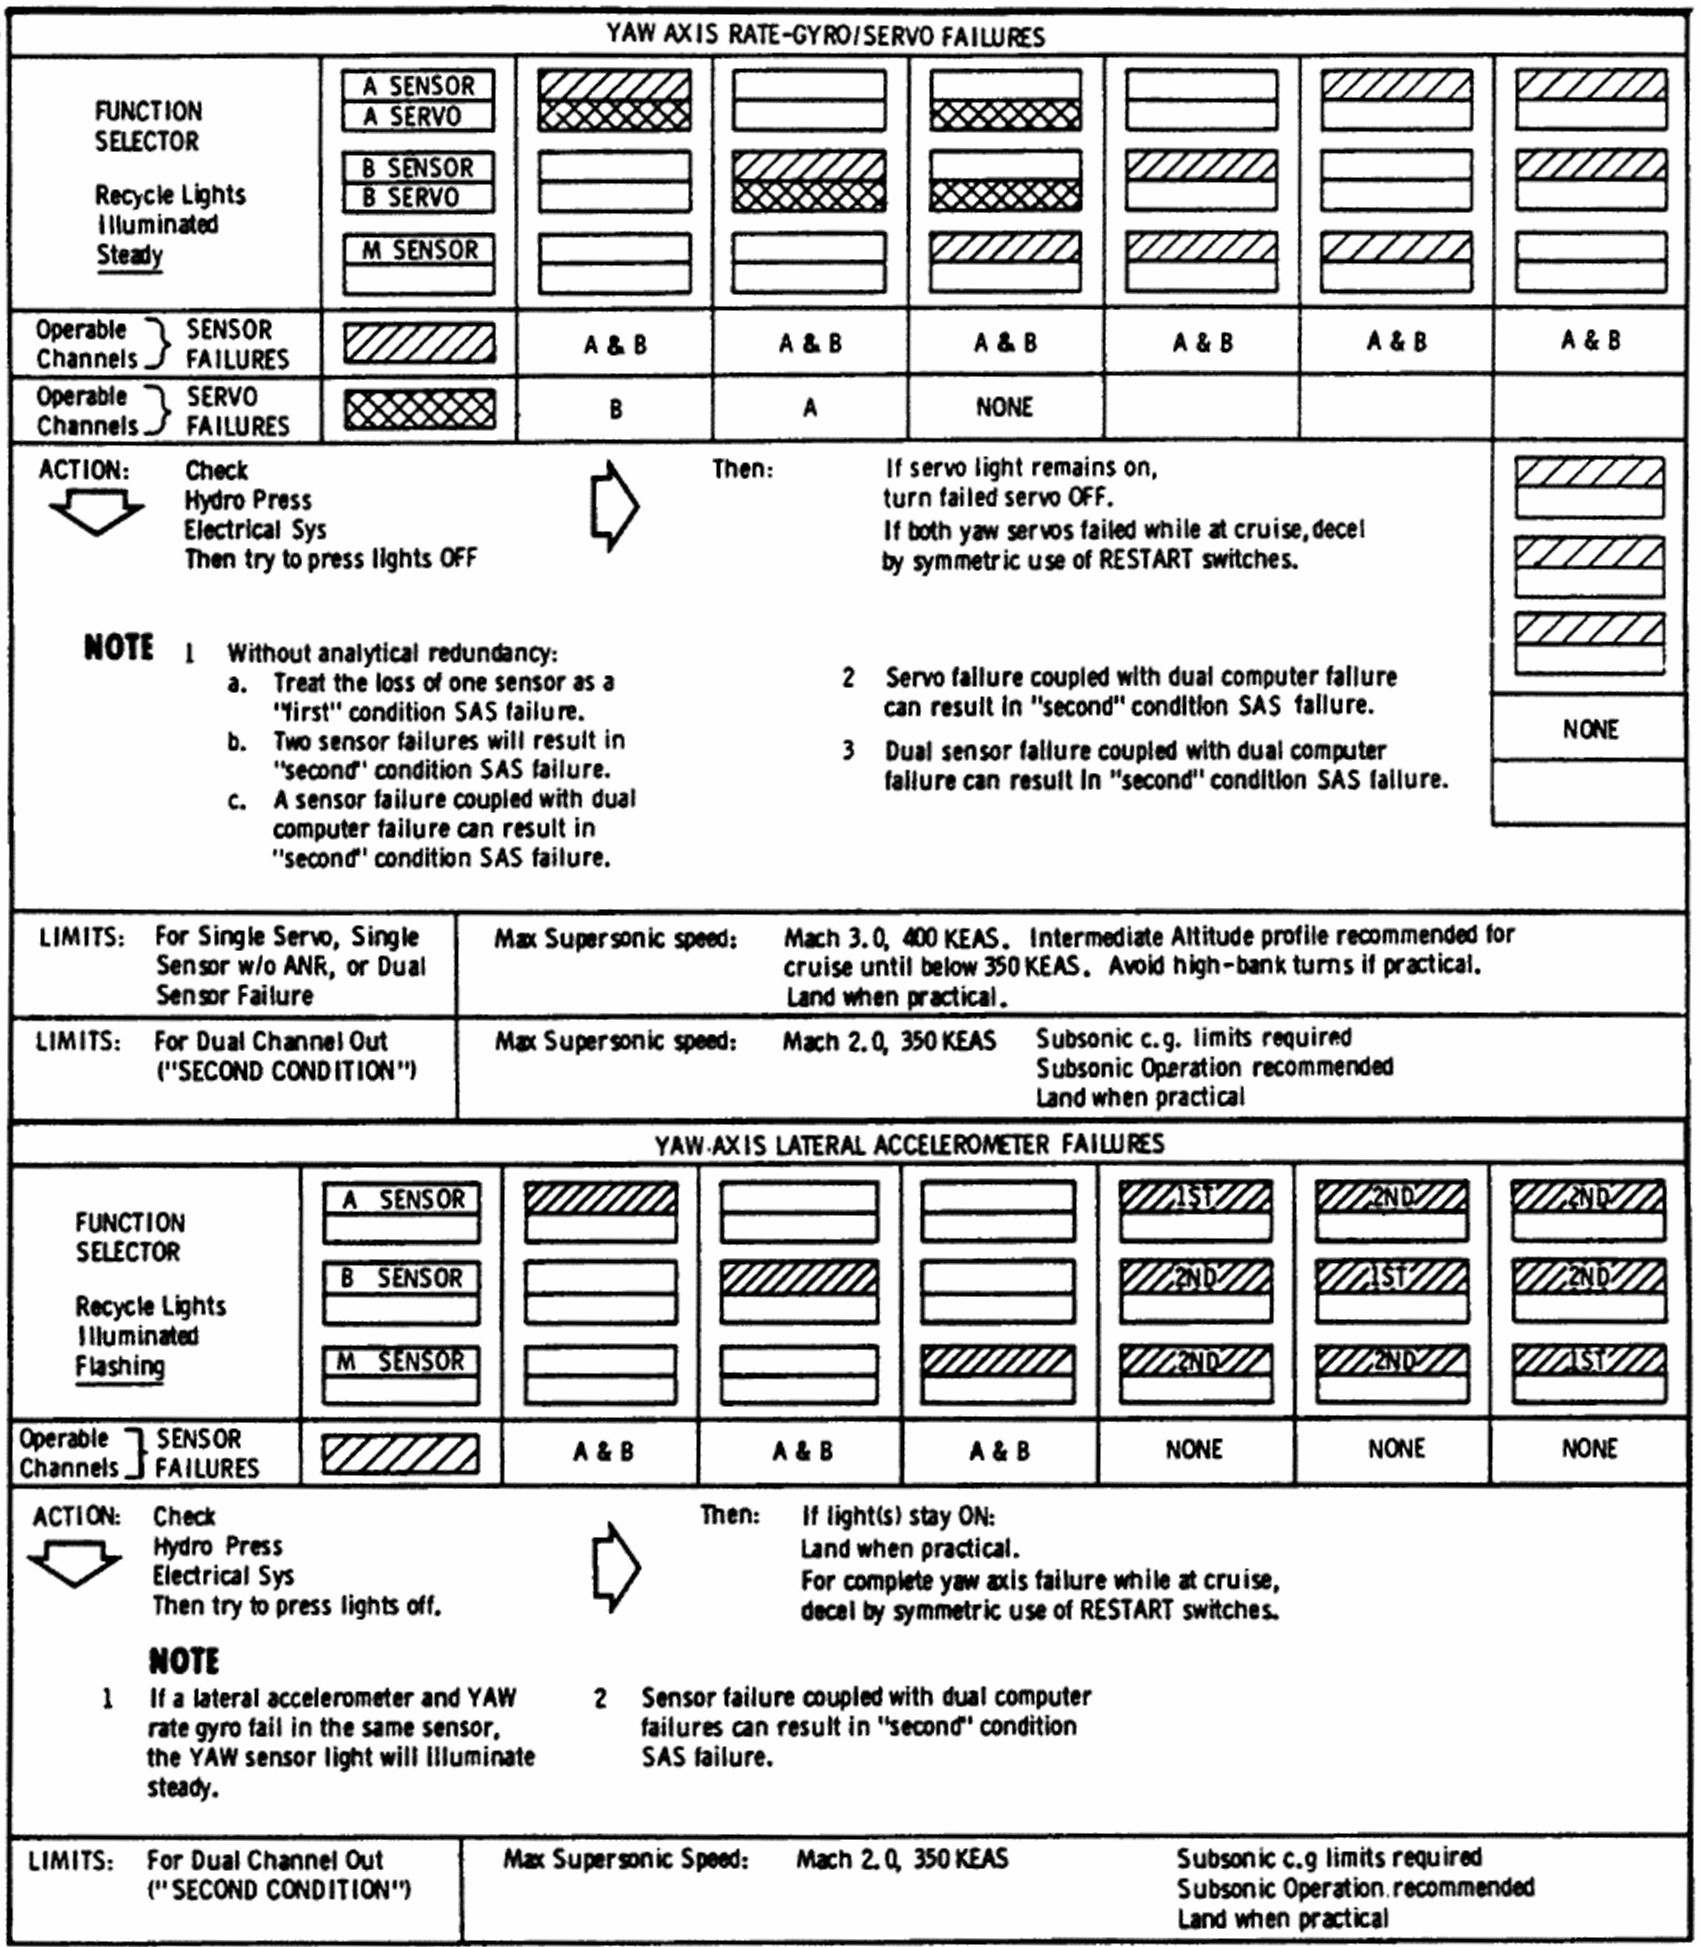 YAW AXIS RATE-GYRO/SERVO FAILURES
FUNCTION
SELECTOR
Recycle Lights
Illuminated
Steady
A SENSOR
A SERVO
B SENSOR
B SERVO
M SENSOR
Operable
Channels
SENSOR
FAILURES
A & B
A & B
A & B
A & B
A & B
A & B
Operable
Channels
SERVO
FAILURES
B
A
NONE
ACTION:
Check
Hydro Press
Electrical Sys
Then try to press lights OFF
Then:
If servo light remains on,
turn failed servo OFF.
If both yaw servos failed while at cruise, decel
by symmetric use of RESTART switches.
NONE
NOTE
1 Without analytical redundancy:
a. Treat the loss of one sensor as a
"first" condition SAS failure.
b. Two sensor failures will result in
"second" condition SAS failure.
c. A sensor failure coupled with dual
computer failure can result in
"second" condition SAS failure.
2 Servo failure coupled with dual computer failure
can result in "second" condition SAS failure.
3 Dual sensor failure coupled with dual computer
failure can result in "second" condition SAS failure.
LIMITS:
For Single Servo, Single
Sensor w/o ANR, or Dual
Sensor Failure
Max Supersonic speed:
Mach 3.0, 400 KEAS. Intermediate Altitude profile recommended for
cruise until below 350 KEAS. Avoid high-bank turns if practical.
Land when practical.
LIMITS:
For Dual Channel Out
("SECOND CONDITION")
Max Supersonic speed:
Mach 2.0, 350 KEAS
Subsonic c.g. limits required
Subsonic Operation recommended
Land when practical
YAW-AXIS LATERAL ACCELEROMETER FAILURES
FUNCTION
SELECTOR
Recycle Lights
Illuminated
Flashing
A SENSOR
B SENSOR
M SENSOR
1ST
2ND
2ND
2ND
1ST
2ND
2ND
2ND
1ST
Operable
Channels
SENSOR
FAILURES
A & B
A & B
A & B
NONE
NONE
NONE
ACTION:
Check
Hydro Press
Electrical Sys
Then try to press lights off.
Then:
If light(s) stay ON:
Land when practical.
For complete yaw axis failure while at cruise,
decel by symmetric use of RESTART switches.
NOTE
1 If a lateral accelerometer and YAW
rate gyro fail in the same sensor,
the YAW sensor light will illuminate
steady.
2 Sensor failure coupled with dual computer
failures can result in "second" condition
SAS failure.
LIMITS:
For Dual Channel Out
("SECOND CONDITION")
Max Supersonic Speed:
Mach 2.0, 350 KEAS
Subsonic c.g limits required
Subsonic Operation recommended
Land when practical